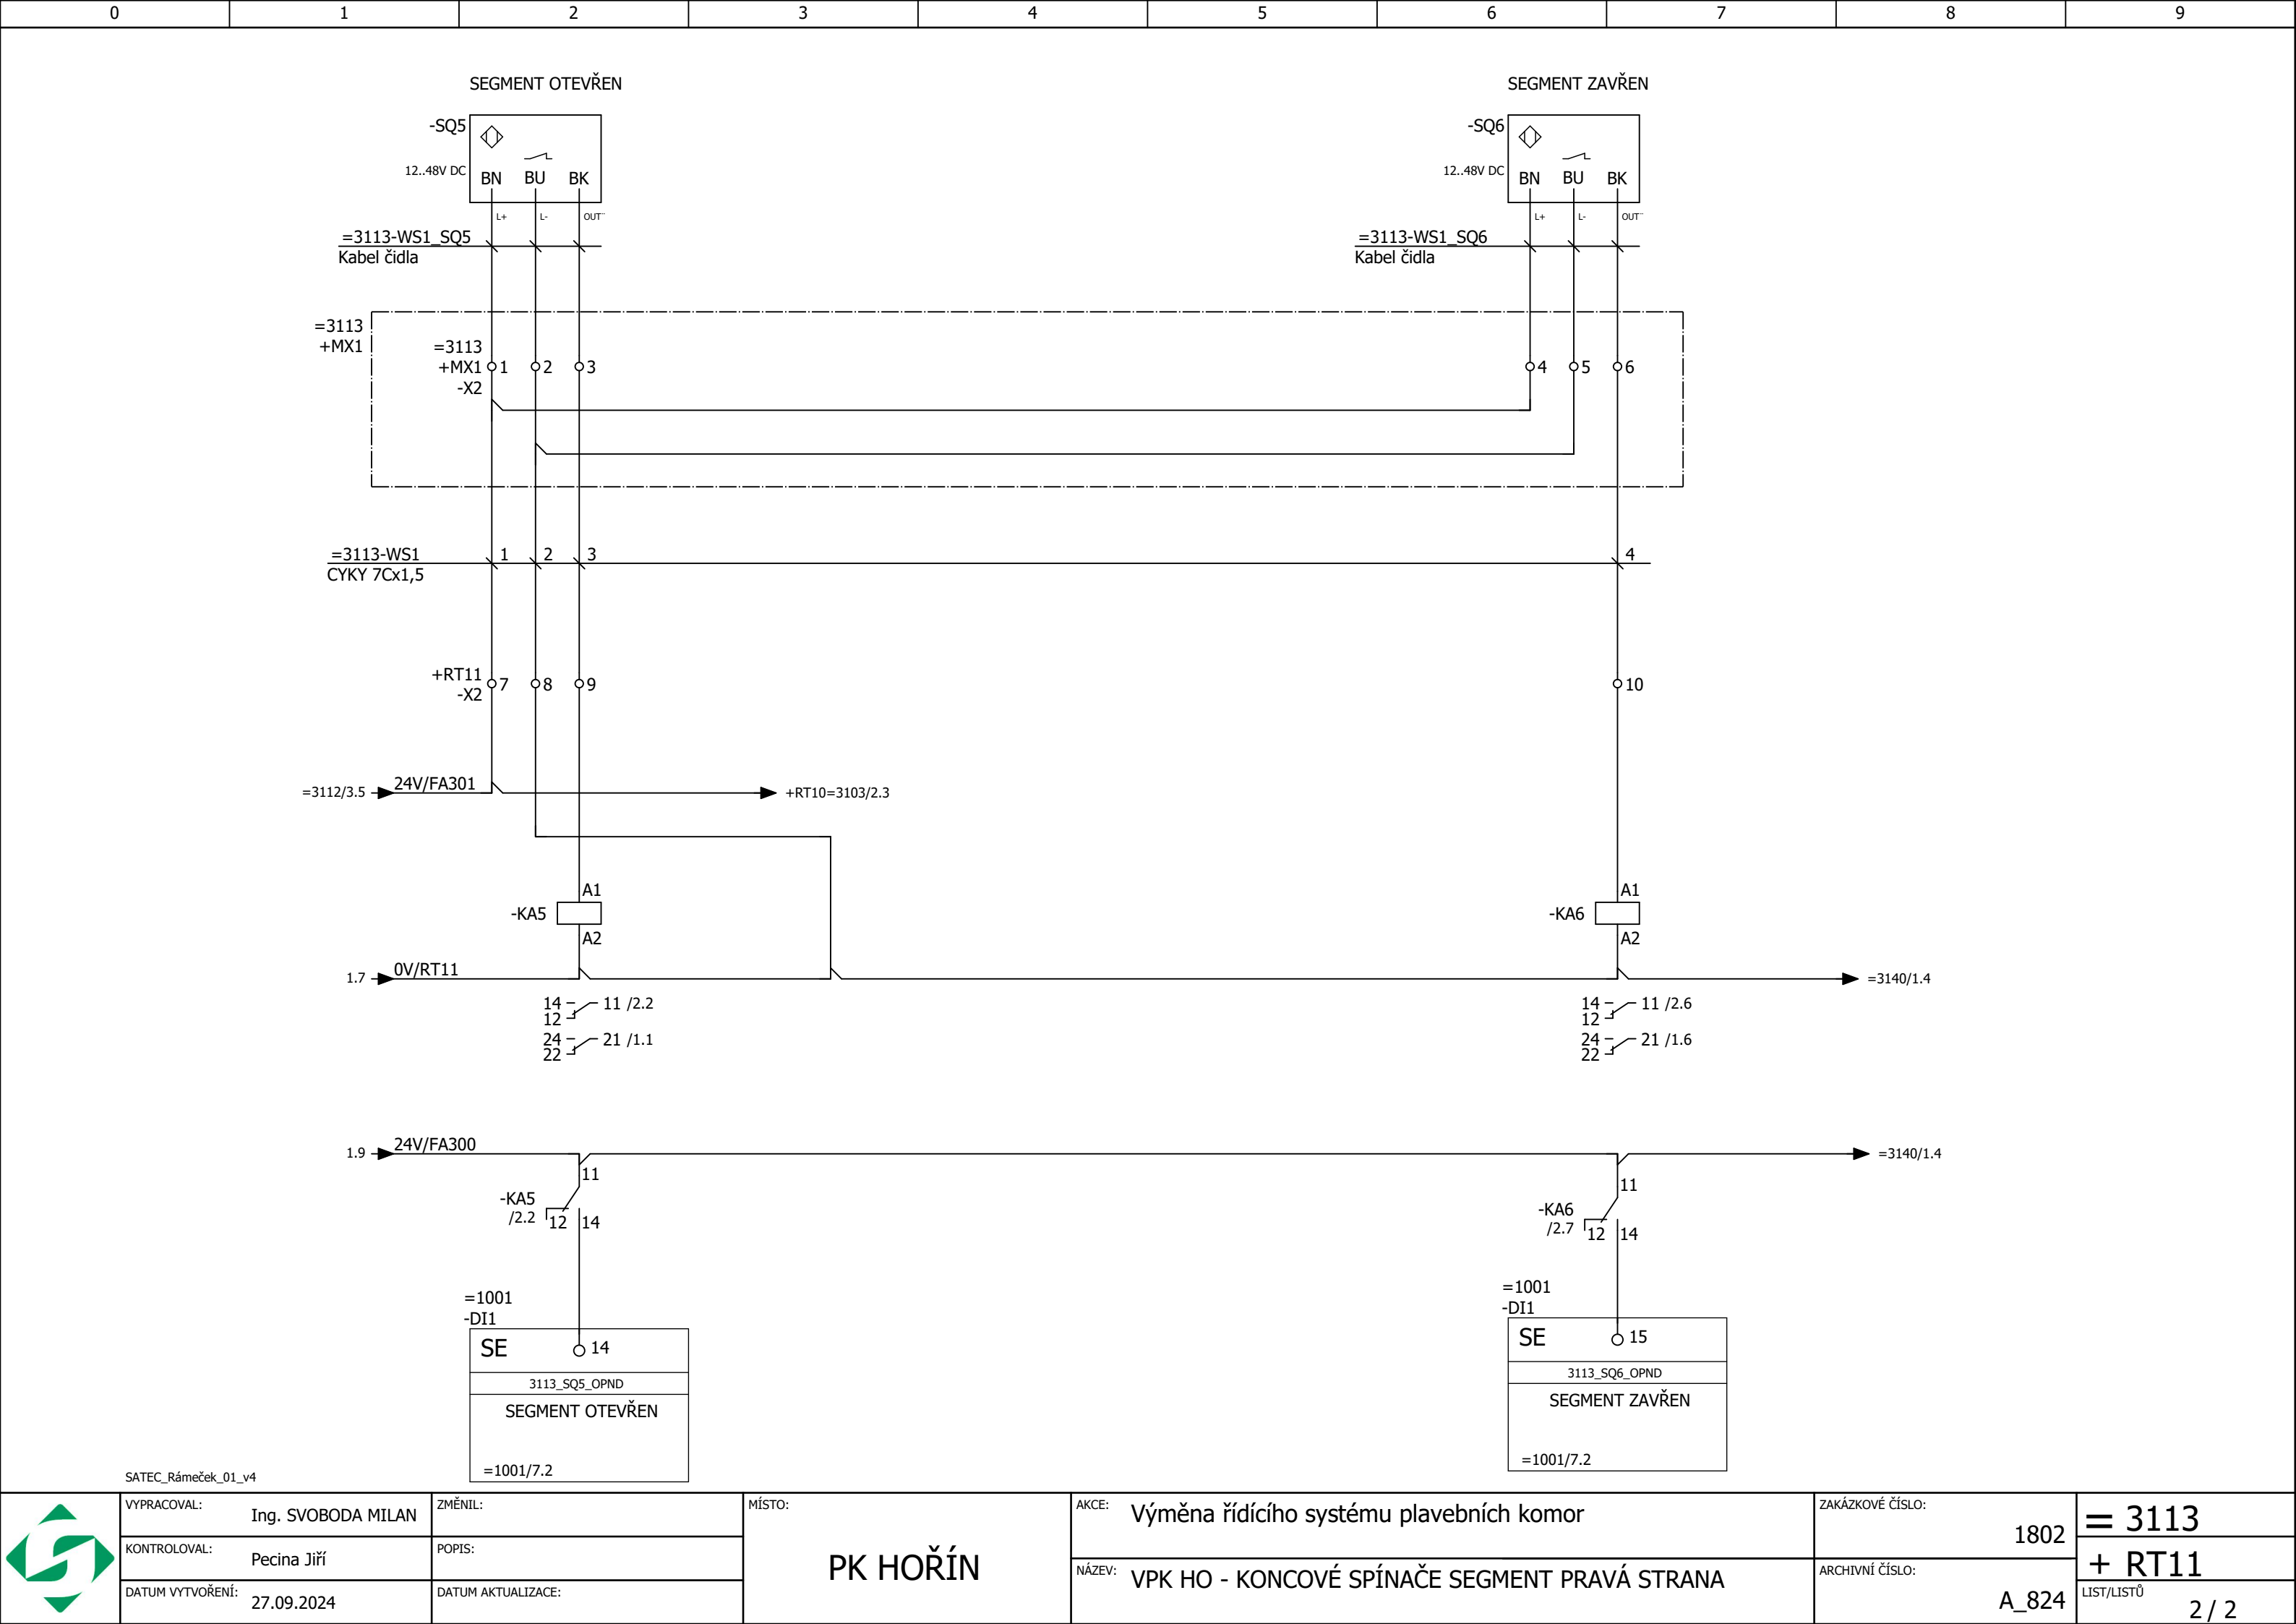 0 1 2 3 4 5 6 7 8 9
SEGMENT OTEVŘEN
SEGMENT ZAVŘEN
-SQ5
12..48V DC
BN BU BK
L+ L- OUT¨
-SQ6
12..48V DC
BN BU BK
L+ L- OUT¨
=3113-WS1_SQ5
Kabel čidla
=3113-WS1_SQ6
Kabel čidla
=3113
+MX1
=3113
+MX1
-X2
1 2 3 4 5 6
=3113-WS1
CYKY 7Cx1,5
1 2 3 4
+RT11
-X2
7 8 9 10
=3112/3.5 24V/FA301 +RT10=3103/2.3
A1
-KA5
A2
A1
-KA6
A2
1.7 0V/RT11 =3140/1.4
14 11 /2.2
12
24 21 /1.1
22
14 11 /2.6
12
24 21 /1.6
22
1.9 24V/FA300 =3140/1.4
11
-KA5
/2.2
12 14
11
-KA6
/2.7
12 14
=1001
-DI1
SE 14
3113_SQ5_OPND
SEGMENT OTEVŘEN
=1001/7.2
=1001
-DI1
SE 15
3113_SQ6_OPND
SEGMENT ZAVŘEN
=1001/7.2
SATEC_Rámeček_01_v4
VYPRACOVAL: Ing. SVOBODA MILAN
KONTROLOVAL: Pecina Jiří
DATUM VYTVOŘENÍ: 27.09.2024
ZMĚNIL:
POPIS:
DATUM AKTUALIZACE:
MÍSTO:
PK HOŘÍN
AKCE: Výměna řídícího systému plavebních komor
NÁZEV: VPK HO - KONCOVÉ SPÍNAČE SEGMENT PRAVÁ STRANA
ZAKÁZKOVÉ ČÍSLO:
1802
ARCHIVNÍ ČÍSLO:
A_824
= 3113
+ RT11
LIST/LISTŮ
2 / 2